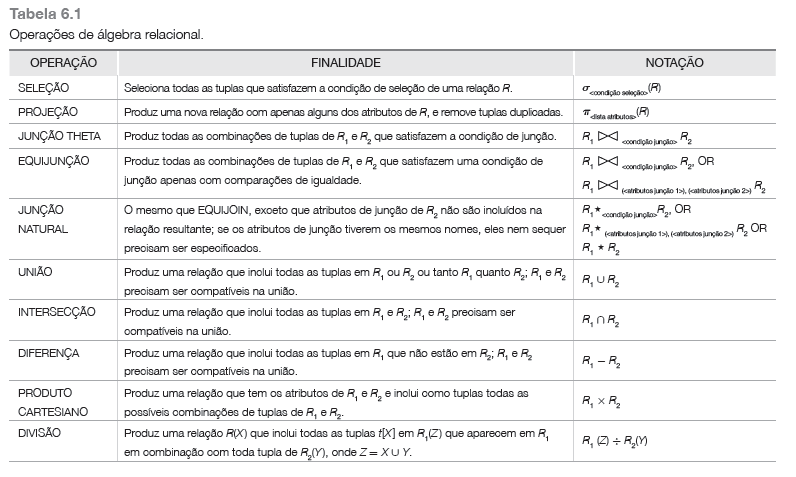 Tabela 6.1
Operações de álgebra relacional.
OPERAÇÃO FINALIDADE NOTAÇÃO
SELEÇÃO Seleciona todas as tuplas que satisfazem a condição de seleção de uma relação R. σ<condição seleção>(R)
PROJEÇÃO Produz uma nova relação com apenas alguns dos atributos de R, e remove tuplas duplicadas. π<lista atributos>(R)
JUNÇÃO THETA Produz todas as combinações de tuplas de R1 e R2 que satisfazem a condição de junção. R1 ⋈ <condição junção> R2
EQUIJUNÇÃO Produz todas as combinações de tuplas de R1 e R2 que satisfazem uma condição de R1 ⋈ <condição junção> R2, OR
junção apenas com comparações de igualdade. R1 ⋈ (<atributos junção 1>), (<atributos junção 2>) R2
JUNÇÃO O mesmo que EQUIJOIN, exceto que atributos de junção de R2 não são incluídos na R1* <condição junção>R2, OR
NATURAL relação resultante; se os atributos de junção tiverem os mesmos nomes, eles nem sequer R1* (<atributos junção 1>), (<atributos junção 2>) R2 OR
precisam ser especificados. R1 * R2
UNIÃO Produz uma relação que inclui todas as tuplas em R1 ou R2 ou tanto R1 quanto R2; R1 e R2
precisam ser compatíveis na união. R1 ∪ R2
INTERSECÇÃO Produz uma relação que inclui todas as tuplas em R1 e R2; R1 e R2 precisam ser
compatíveis na união. R1 ∩ R2
DIFERENÇA Produz uma relação que inclui todas as tuplas em R1 que não estão em R2; R1 e R2
precisam ser compatíveis na união. R1 − R2
PRODUTO Produz uma relação que tem os atributos de R1 e R2 e inclui como tuplas todas as
CARTESIANO possíveis combinações de tuplas de R1 e R2. R1 × R2
DIVISÃO Produz uma relação R(X) que inclui todas as tuplas t[X] em R1(Z) que aparecem em R1
em combinação com toda tupla de R2(Y), onde Z = X ∪ Y. R1 (Z) ÷ R2(Y)